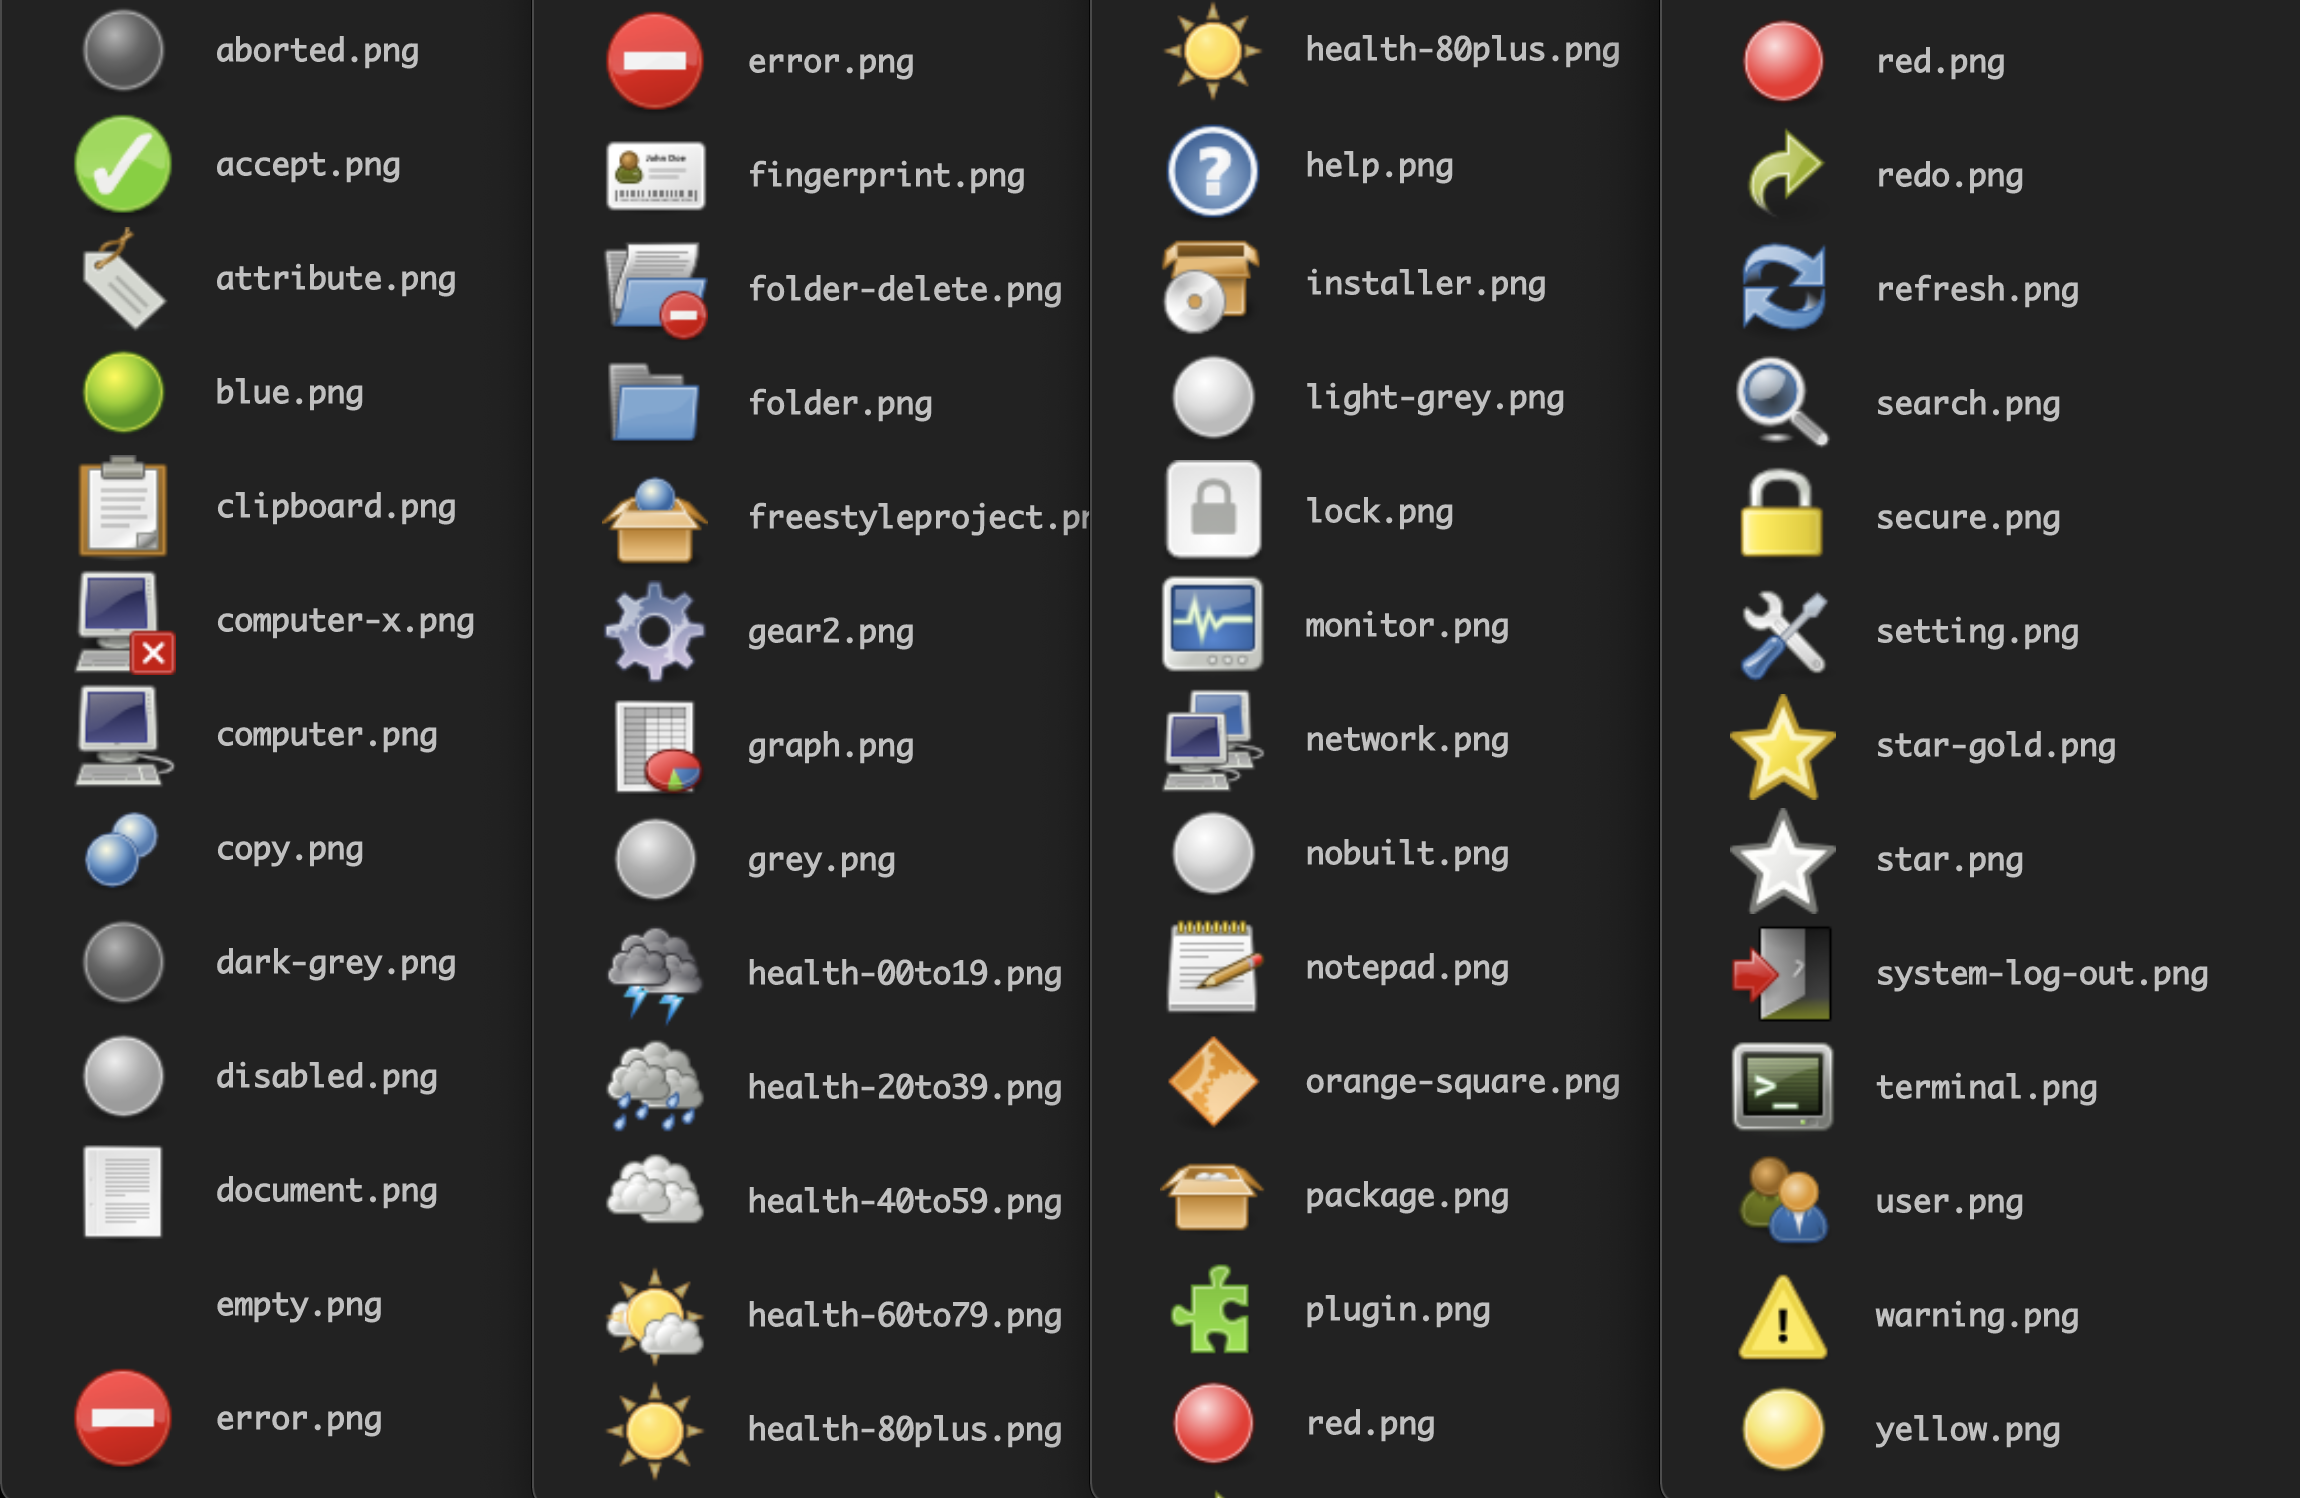 aborted.png
accept.png
attribute.png
blue.png
clipboard.png
computer-x.png
computer.png
copy.png
dark-grey.png
disabled.png
document.png
empty.png
error.png
error.png
John Doe
fingerprint.png
folder-delete.png
folder.png
freestyleproject.pn
gear2.png
graph.png
grey.png
health-00to19.png
health-20to39.png
health-40to59.png
health-60to79.png
health-80plus.png
health-80plus.png
?
help.png
installer.png
light-grey.png
lock.png
monitor.png
network.png
nobuilt.png
notepad.png
orange-square.png
package.png
plugin.png
red.png
red.png
redo.png
refresh.png
search.png
secure.png
setting.png
star-gold.png
star.png
system-log-out.png
>_
terminal.png
user.png
!
warning.png
yellow.png